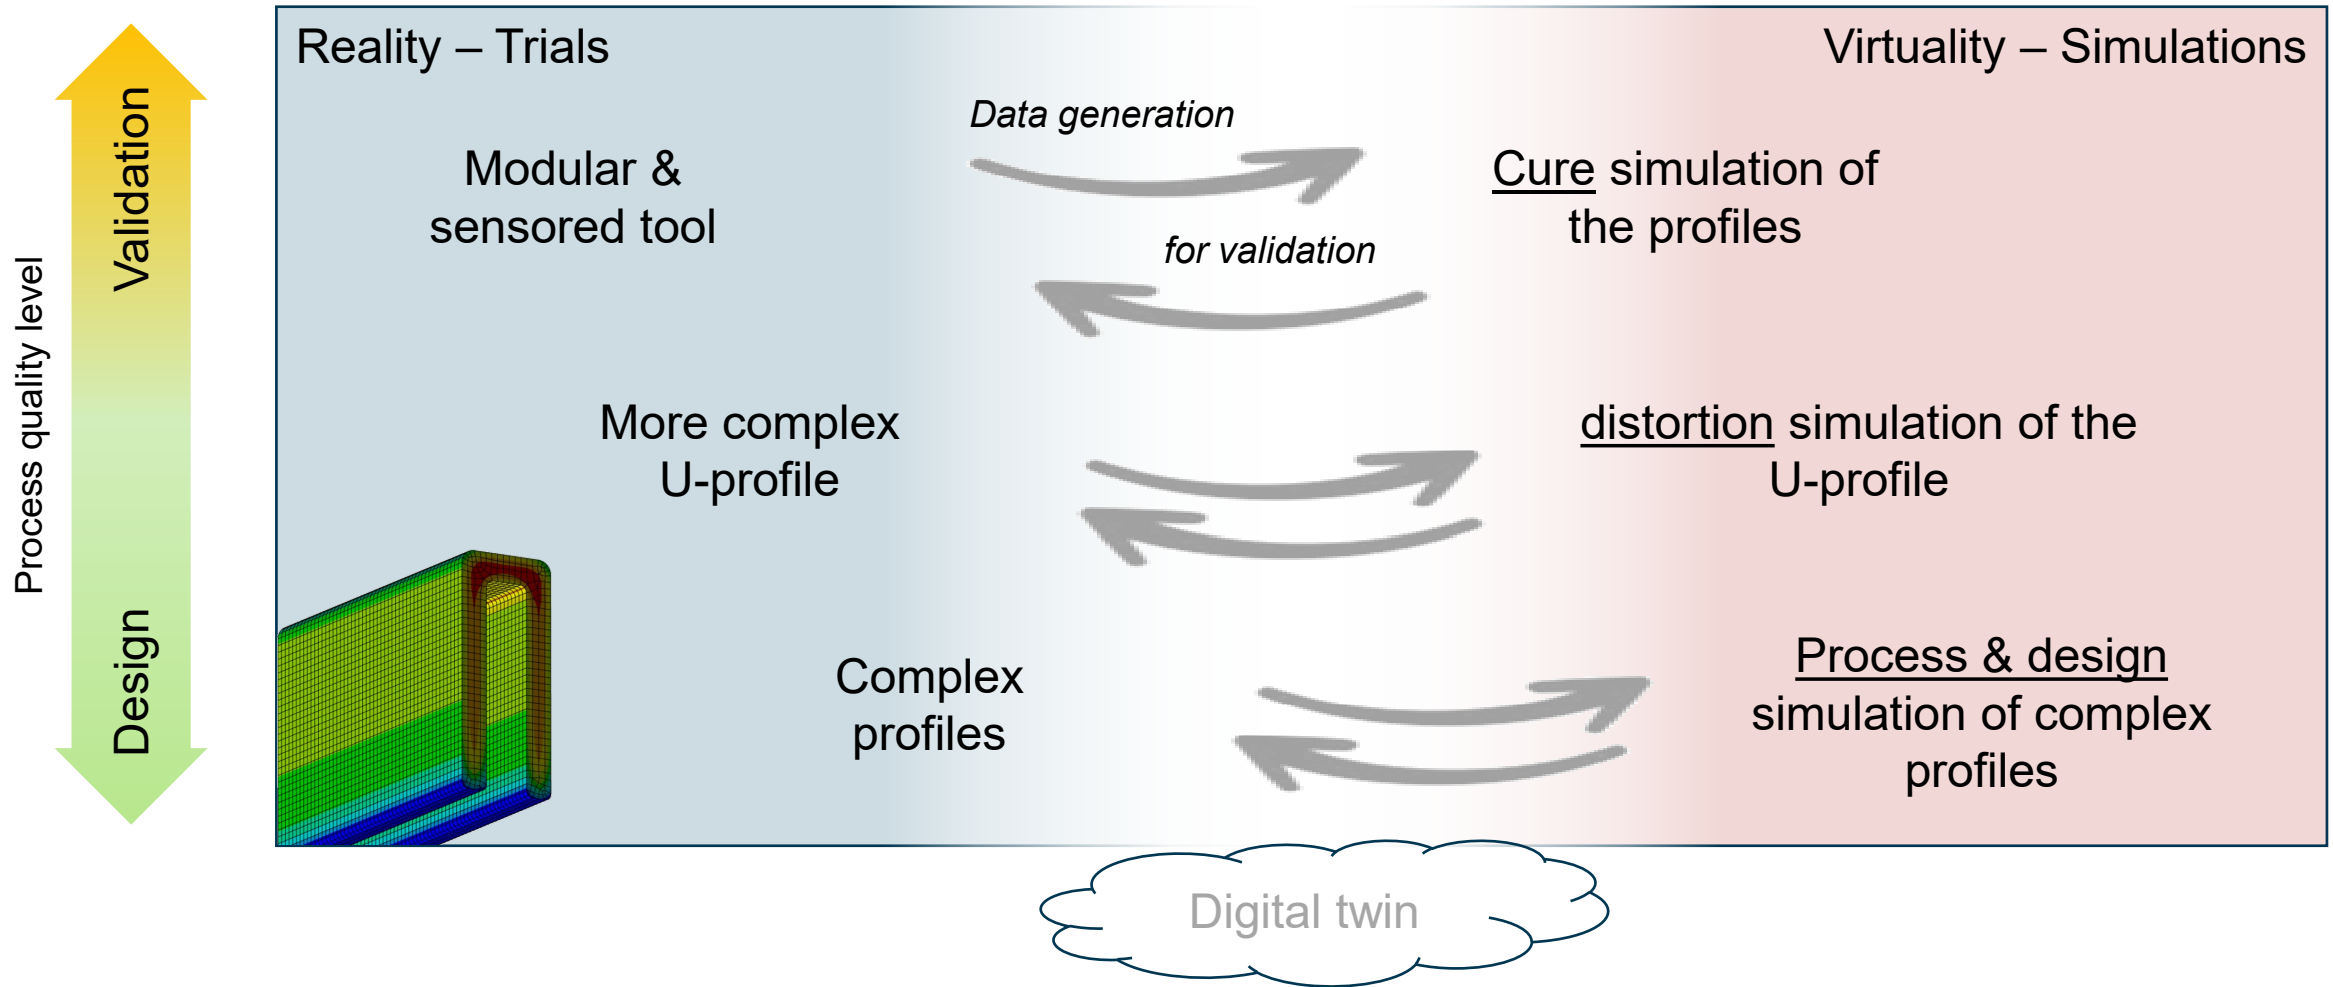 Process quality level
Validation
Design
Reality – Trials
Virtuality – Simulations
Data generation
Modular &
sensored tool
Cure simulation of
the profiles
for validation
More complex
U-profile
distortion simulation of the
U-profile
Complex
profiles
Process & design
simulation of complex
profiles
Digital twin